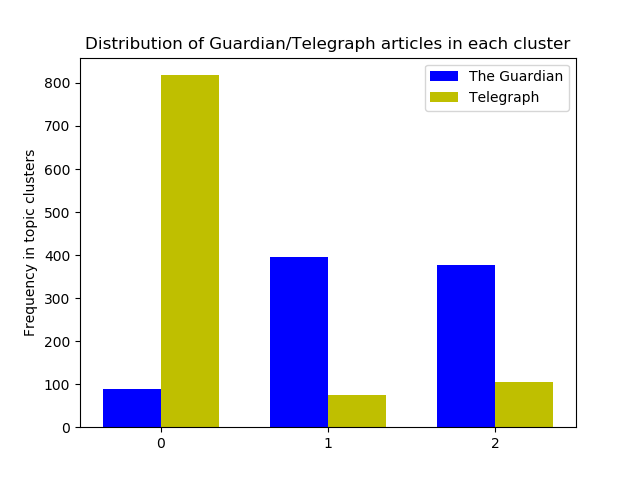 Distribution of Guardian/Telegraph articles in each cluster
The Guardian
Telegraph
Frequency in topic clusters
800
700
600
500
400
300
200
100
0
0 1 2